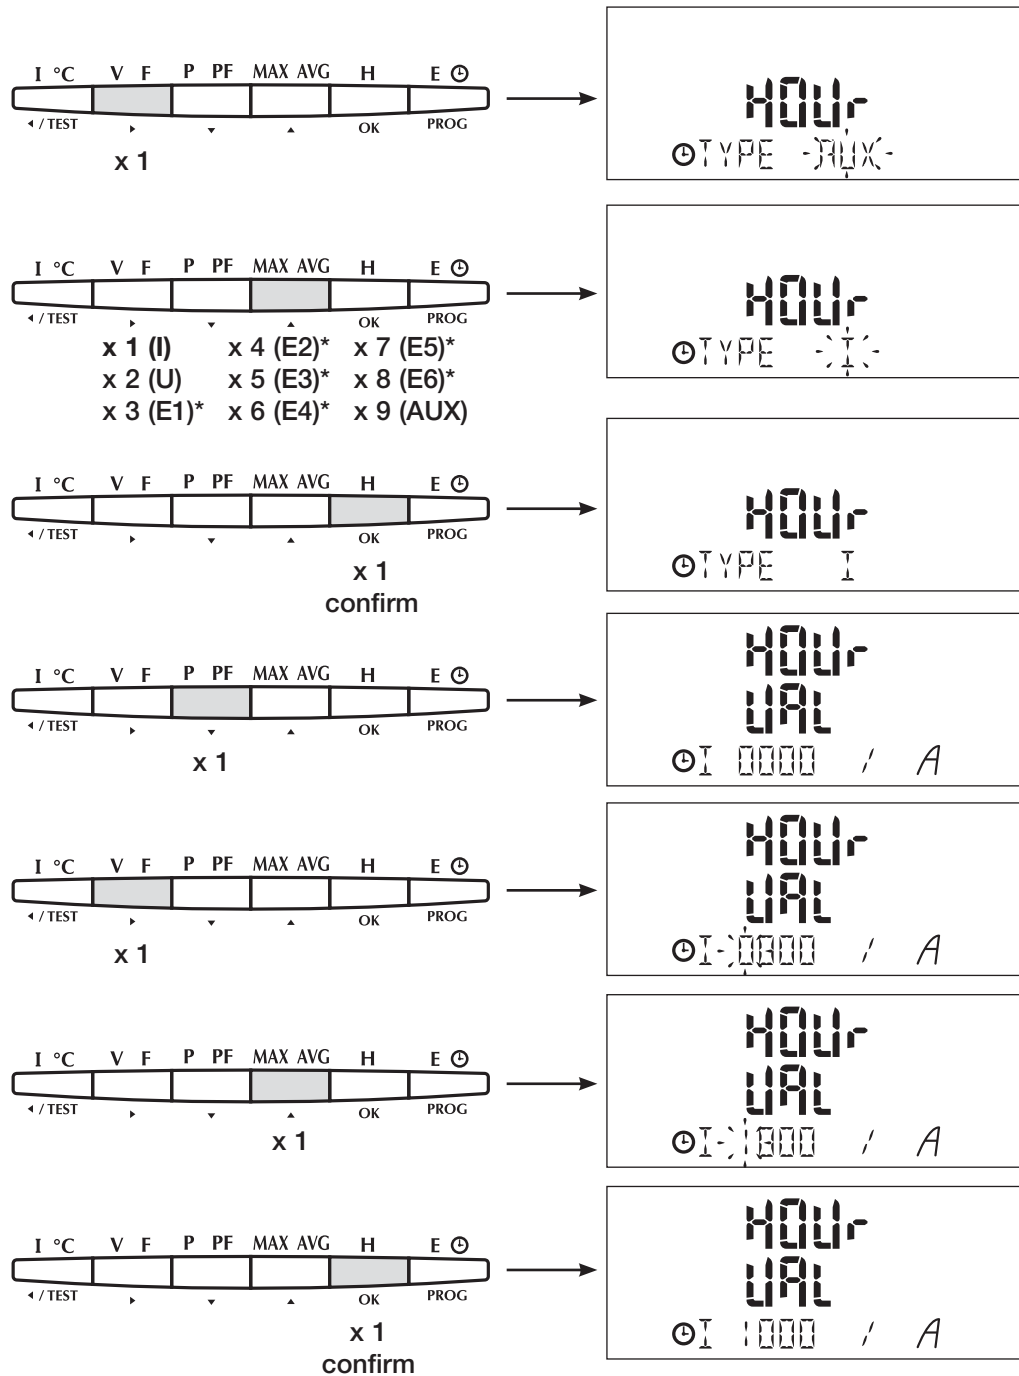 I °C V F P PF MAX AVG H E
/ TEST OK PROG
x 1
HOUr
TYPE AUX
I °C V F P PF MAX AVG H E
/ TEST OK PROG
x 1 (I) x 4 (E2)* x 7 (E5)*
x 2 (U) x 5 (E3)* x 8 (E6)*
x 3 (E1)* x 6 (E4)* x 9 (AUX)
HOUr
TYPE I
I °C V F P PF MAX AVG H E
/ TEST OK PROG
x 1
confirm
HOUr
TYPE I
I °C V F P PF MAX AVG H E
/ TEST OK PROG
x 1
HOUr
VAL
I 0000 / A
I °C V F P PF MAX AVG H E
/ TEST OK PROG
x 1
HOUr
VAL
I 0000 / A
I °C V F P PF MAX AVG H E
/ TEST OK PROG
x 1
HOUr
VAL
I 1000 / A
I °C V F P PF MAX AVG H E
/ TEST OK PROG
x 1
confirm
HOUr
VAL
I 1000 / A